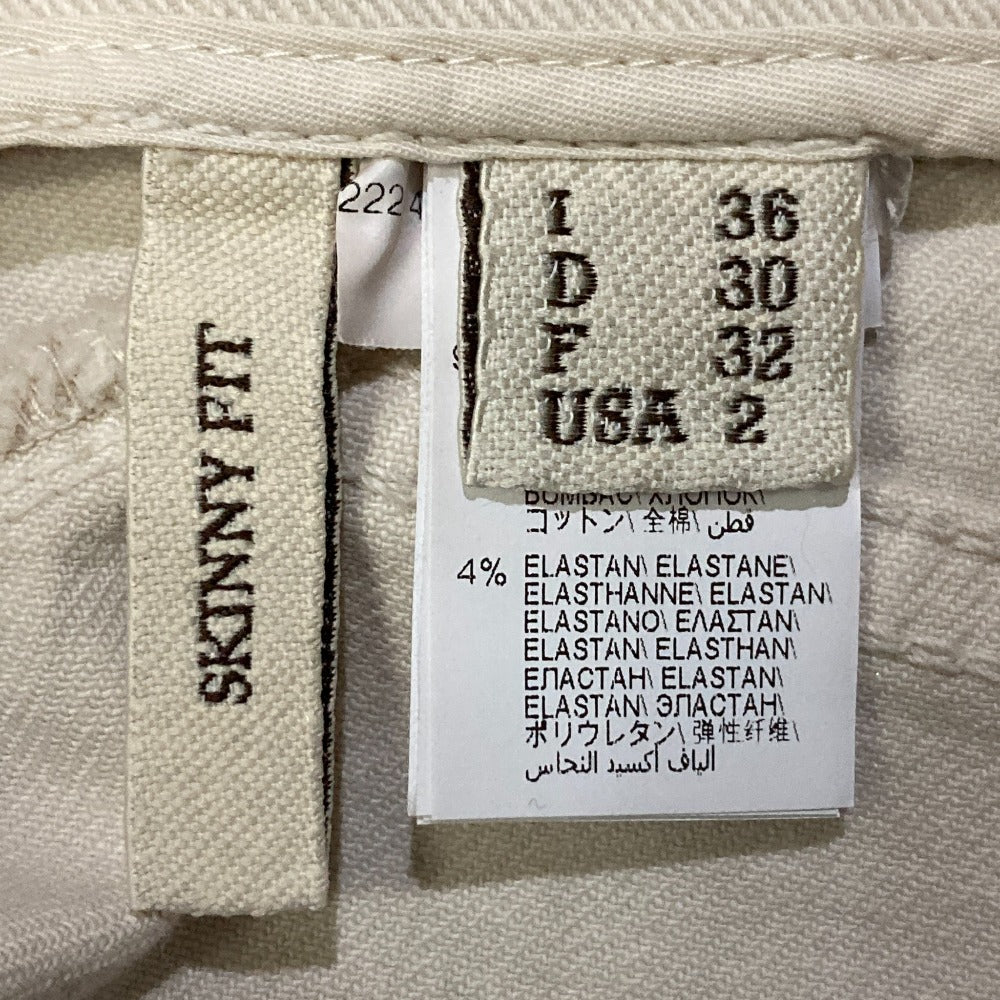 SKINNY FIT
2224
I 36
D 30
F 32
USA 2
コットン\ 全棉\ قطن
4% ELASTAN\ ELASTANE\
ELASTHANNE\ ELASTAN\
ELASTANO\ ΕΛΑΣΤΑΝ\
ELASTAN\ ELASTHAN\
ЕЛАСТАН\ ELASTAN\
ELASTAN\ ЭЛАСТАН\
ポリウレタン\ 弹性纤维\
الياف أكسيد النحاس